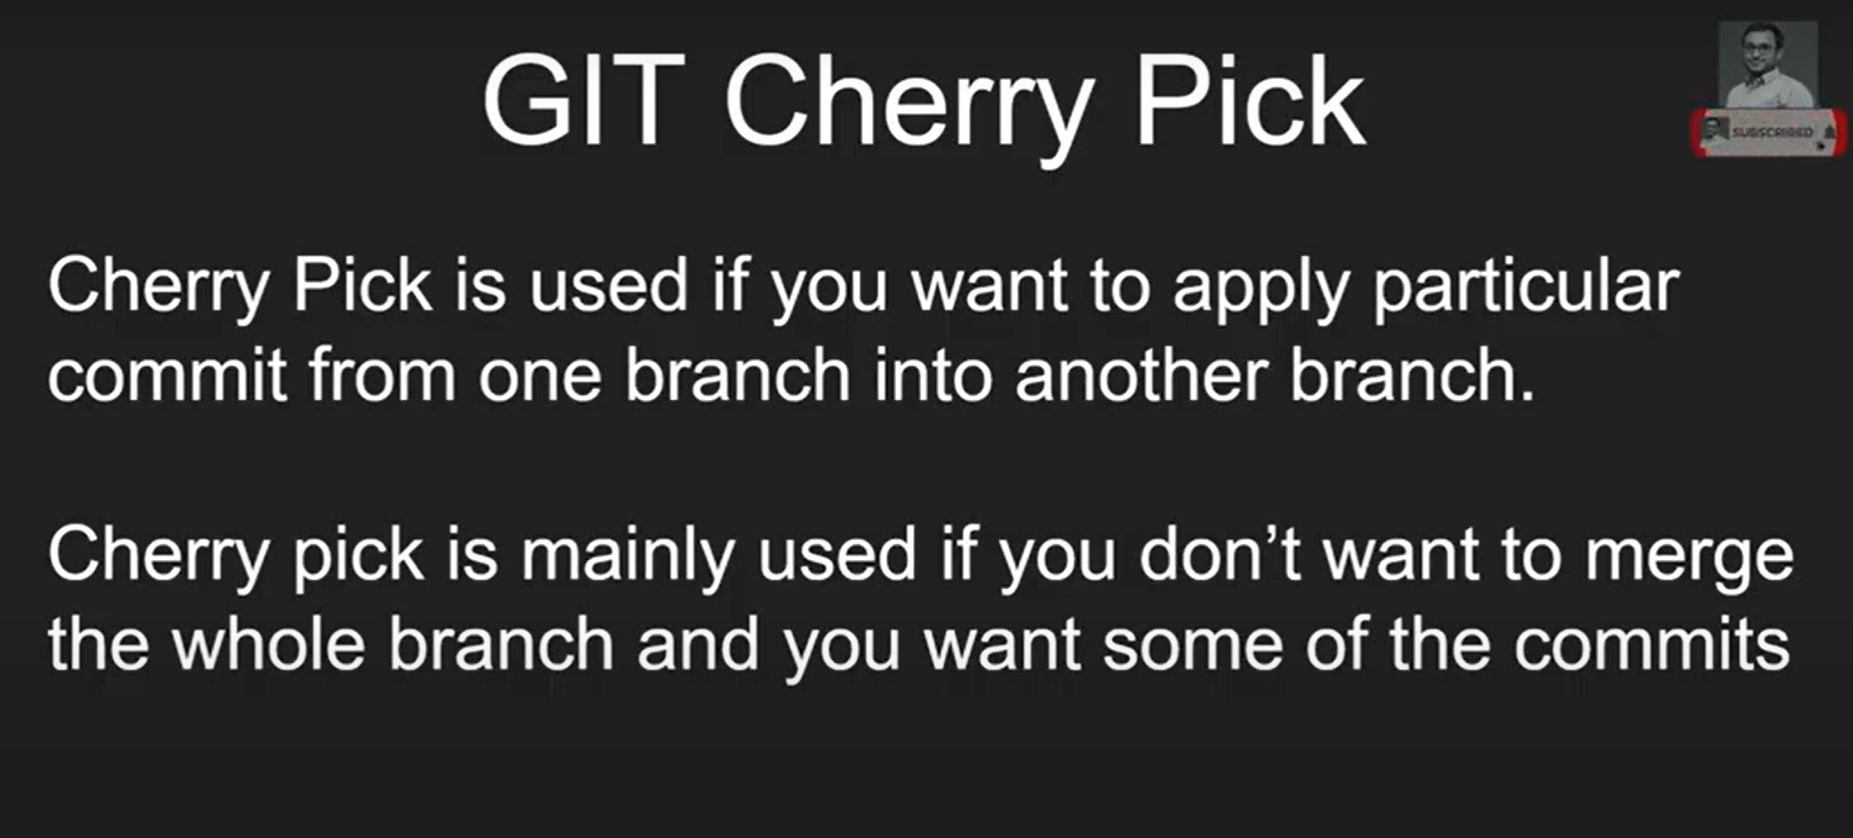 GIT Cherry Pick
SUBSCRIBED
Cherry Pick is used if you want to apply particular
commit from one branch into another branch.
Cherry pick is mainly used if you don’t want to merge
the whole branch and you want some of the commits